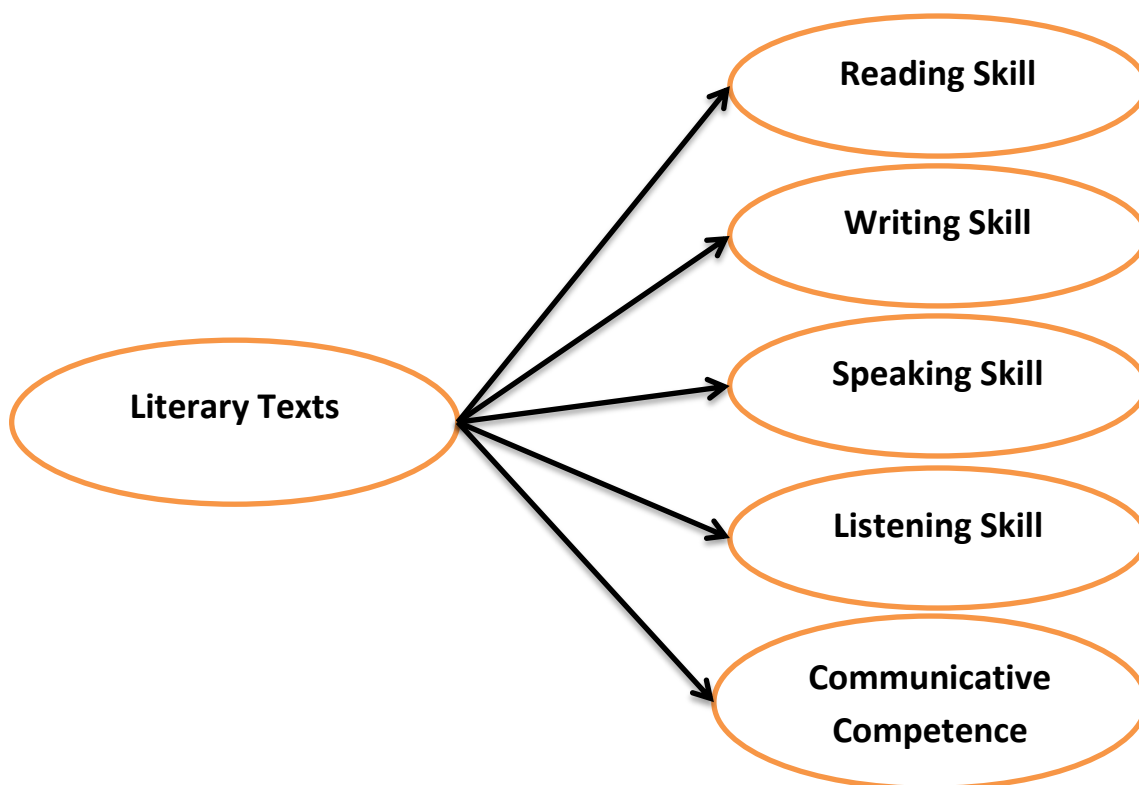 Reading Skill
Writing Skill
Speaking Skill
Literary Texts
Listening Skill
Communicative
Competence